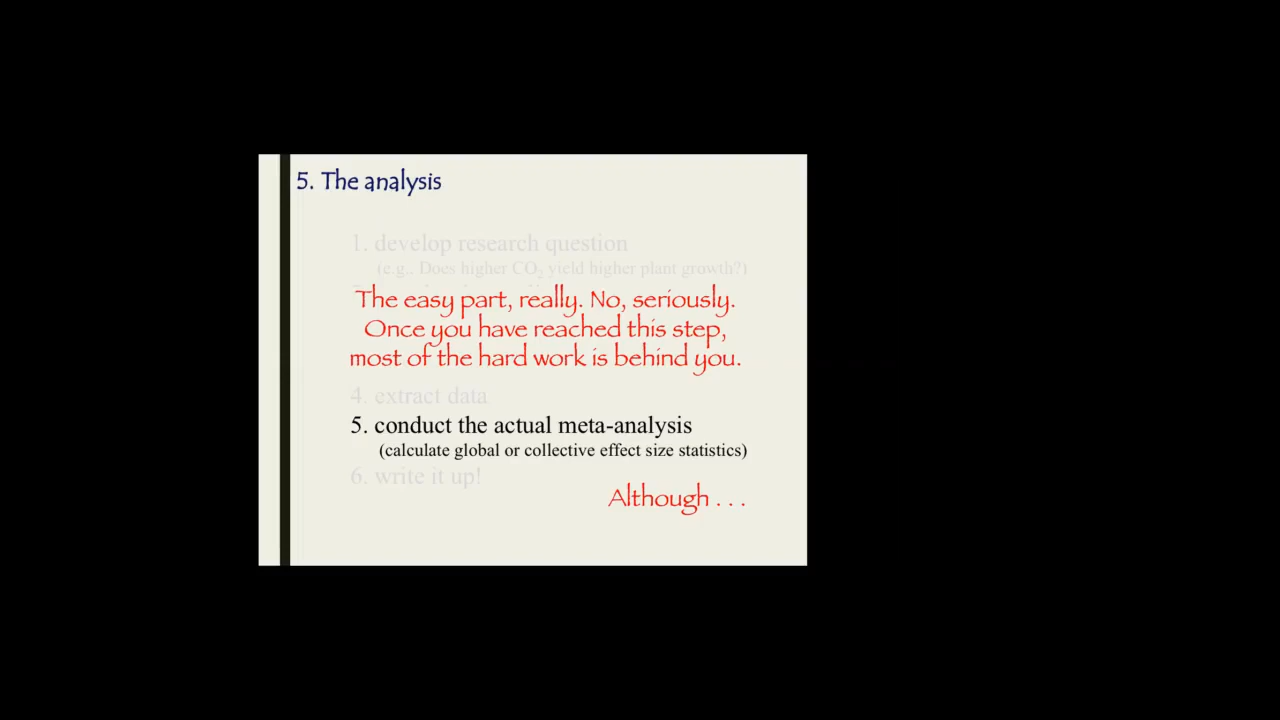 5. The analysis
1. develop research question
(e.g., Does higher CO₂ yield higher plant growth?)
The easy part, really. No, seriously.
Once you have reached this step,
most of the hard work is behind you.
4. extract data
5. conduct the actual meta-analysis
(calculate global or collective effect size statistics)
6. write it up!
Although . . .